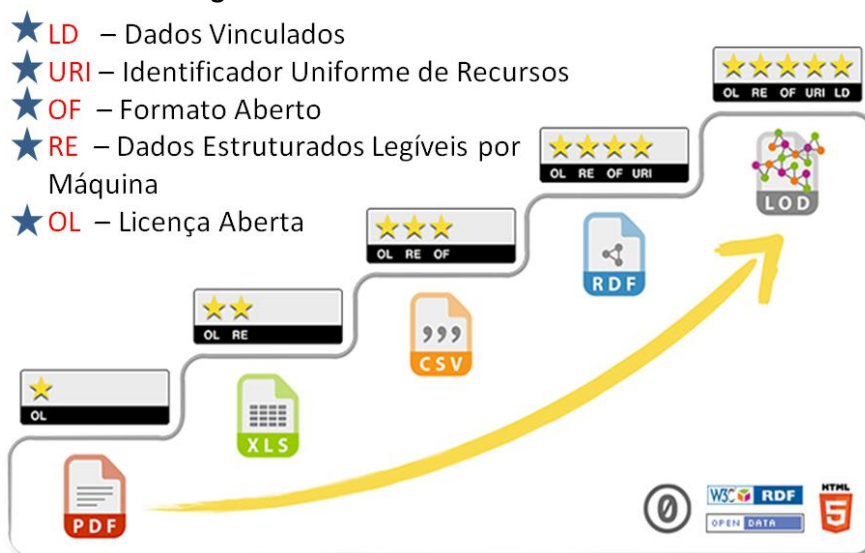 LD – Dados Vinculados
URI – Identificador Uniforme de Recursos
OF – Formato Aberto
RE – Dados Estruturados Legíveis por
Máquina
OL – Licença Aberta
OL RE OF URI LD
LOD
OL RE OF URI
RDF
OL RE OF
CSV
OL RE
XLS
OL
PDF
0
W3C RDF
OPEN DATA
HTML
5